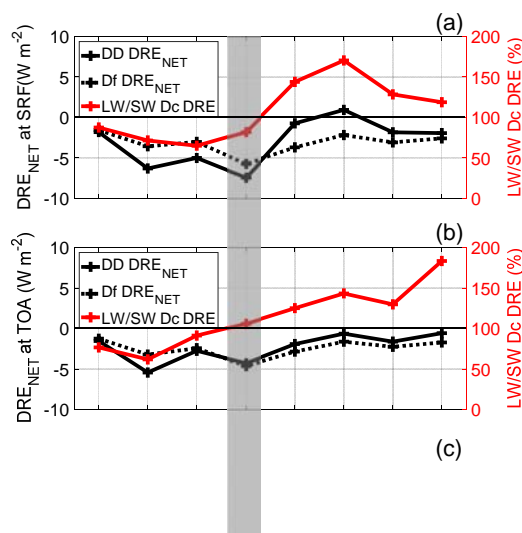 (a)
10
5
0
-5
-10
DRE_NET at SRF(W m-2)
DD DRE_NET
Df DRE_NET
LW/SW Dc DRE
200
150
100
50
0
LW/SW Dc DRE (%)
(b)
10
5
0
-5
-10
DRE_NET at TOA (W m-2)
DD DRE_NET
Df DRE_NET
LW/SW Dc DRE
200
150
100
50
0
LW/SW Dc DRE (%)
(c)